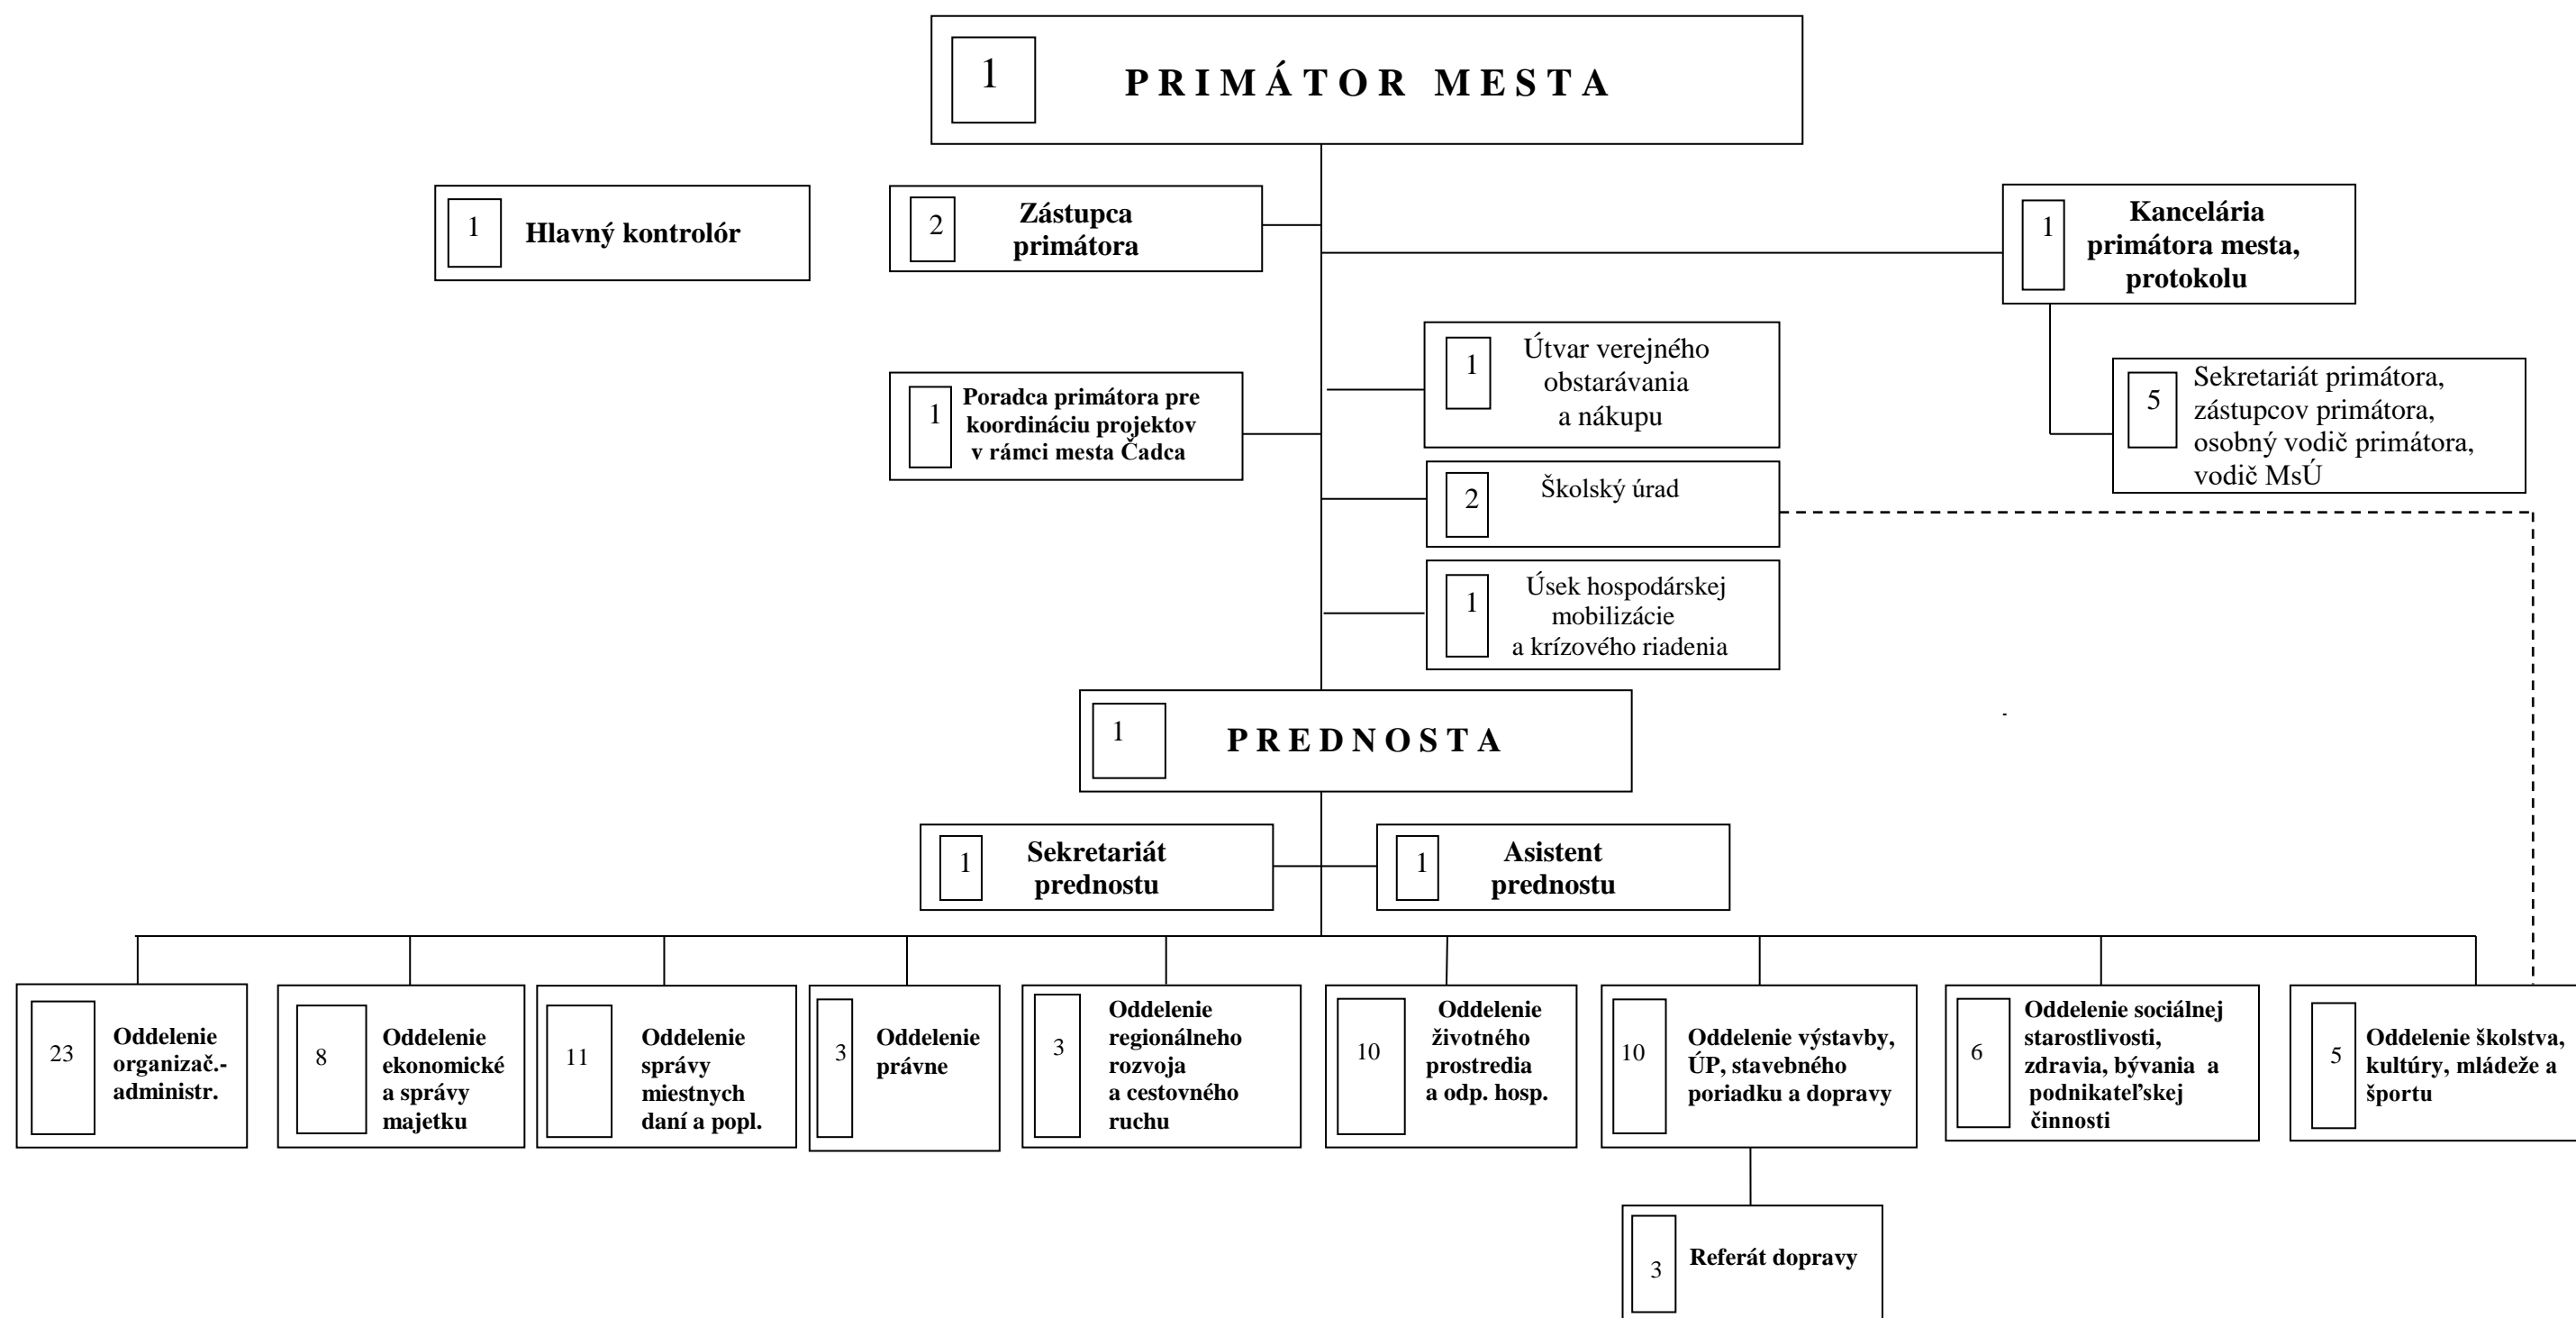 1
PRIMÁTOR MESTA
1
Hlavný kontrolór
2
Zástupca
primátora
1
Kancelária
primátora mesta,
protokolu
1
Útvar verejného
obstarávania
a nákupu
1
Poradca primátora pre
koordináciu projektov
v rámci mesta Čadca
5
Sekretariát primátora,
zástupcov primátora,
osobný vodič primátora,
vodič MsÚ
2
Školský úrad
1
Úsek hospodárskej
mobilizácie
a krízového riadenia
1
PREDNOSTA
-
1
Sekretariát
prednostu
1
Asistent
prednostu
23
Oddelenie
organizač.-
administr.
8
Oddelenie
ekonomické
a správy
majetku
11
Oddelenie
správy
miestnych
daní a popl.
3
Oddelenie
právne
3
Oddelenie
regionálneho
rozvoja
a cestovného
ruchu
10
Oddelenie
životného
prostredia
a odp. hosp.
10
Oddelenie výstavby,
ÚP, stavebného
poriadku a dopravy
6
Oddelenie sociálnej
starostlivosti,
zdravia, bývania a
podnikateľskej
činnosti
5
Oddelenie školstva,
kultúry, mládeže a
športu
3
Referát dopravy